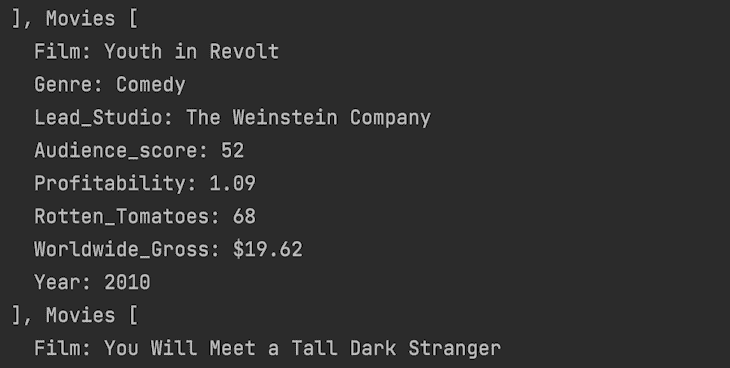 ], Movies [
Film: Youth in Revolt
Genre: Comedy
Lead_Studio: The Weinstein Company
Audience_score: 52
Profitability: 1.09
Rotten_Tomatoes: 68
Worldwide_Gross: $19.62
Year: 2010
], Movies [
Film: You Will Meet a Tall Dark Stranger